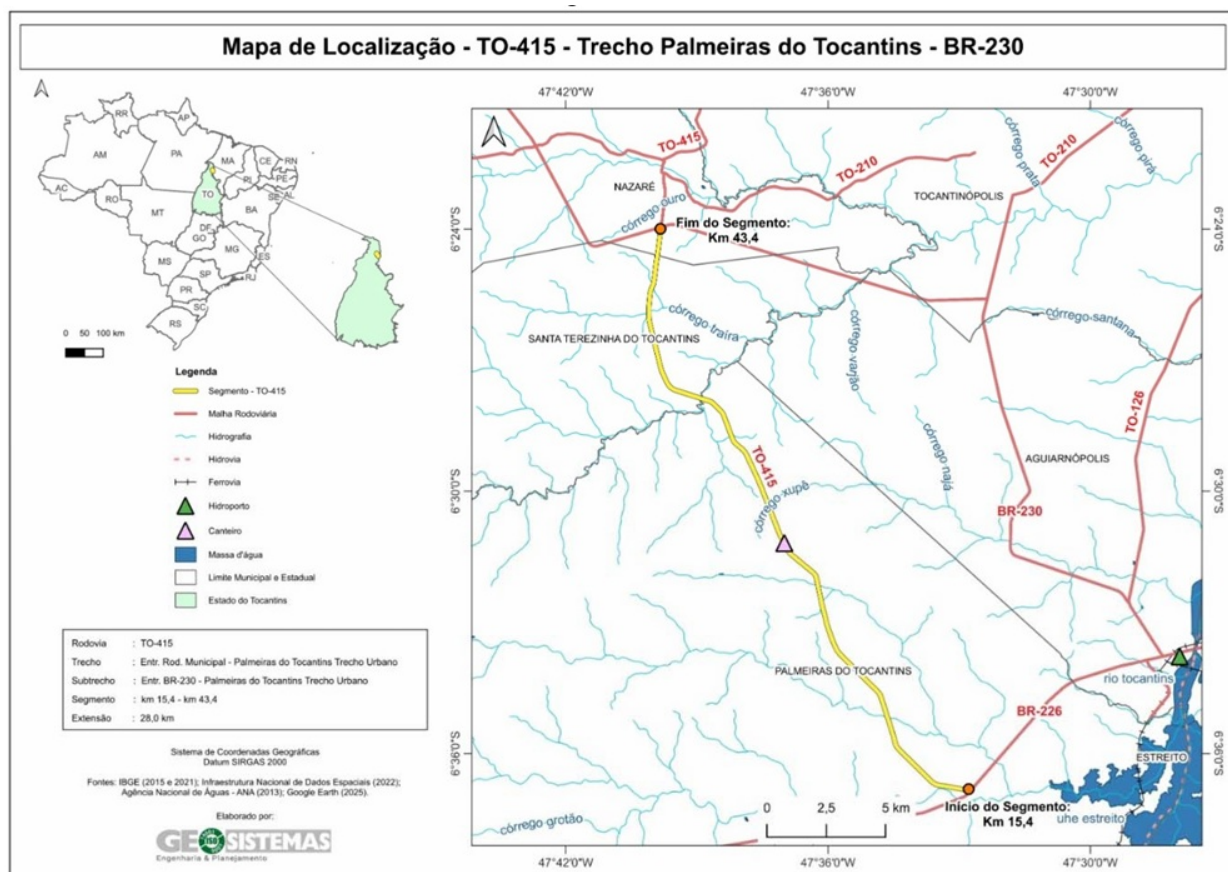 Mapa de Localização - TO-415 - Trecho Palmeiras do Tocantins - BR-230
RR
AP
AM
PA
MA
CE
RN
PI
PE
AL
SE
AC
RO
TO
BA
MT
DF
GO
MG
ES
MS
SP
RJ
PR
SC
RS
0 50 100 km
Legenda
Segmento - TO-415
Malha Rodoviária
Hidrografia
Hidrovia
Ferrovia
Hidroporto
Canteiro
Massa d'água
Limite Municipal e Estadual
Estado do Tocantins
Rodovia : TO-415
Trecho : Entr. Rod. Municipal - Palmeiras do Tocantins Trecho Urbano
Subtrecho : Entr. BR-230 - Palmeiras do Tocantins Trecho Urbano
Segmento : km 15,4 - km 43,4
Extensão : 28,0 km
Sistema de Coordenadas Geográficas
Datum SIRGAS 2000
Fontes: IBGE (2015 e 2021); Infraestrutura Nacional de Dados Espaciais (2022);
Agência Nacional de Águas - ANA (2013); Google Earth (2025).
Elaborado por:
GEOSISTEMAS
Engenharia & Planejamento
47°42'0"W
47°36'0"W
47°30'0"W
6°24'0"S
6°24'0"S
6°30'0"S
6°30'0"S
6°36'0"S
6°36'0"S
47°42'0"W
47°36'0"W
47°30'0"W
TO-415
TO-210
TO-210
córrego prata
córrego pirá
NAZARÉ
TOCANTINÓPOLIS
córrego ouro
Fim do Segmento:
Km 43,4
córrego traíra
SANTA TEREZINHA DO TOCANTINS
córrego varjão
córrego santana
TO-126
TO-415
córrego xupê
córrego najá
AGUIARNÓPOLIS
BR-230
PALMEIRAS DO TOCANTINS
rio tocantins
BR-226
ESTREITO
0 2,5 5 km
Início do Segmento:
Km 15,4
uhe estreito
córrego grotão